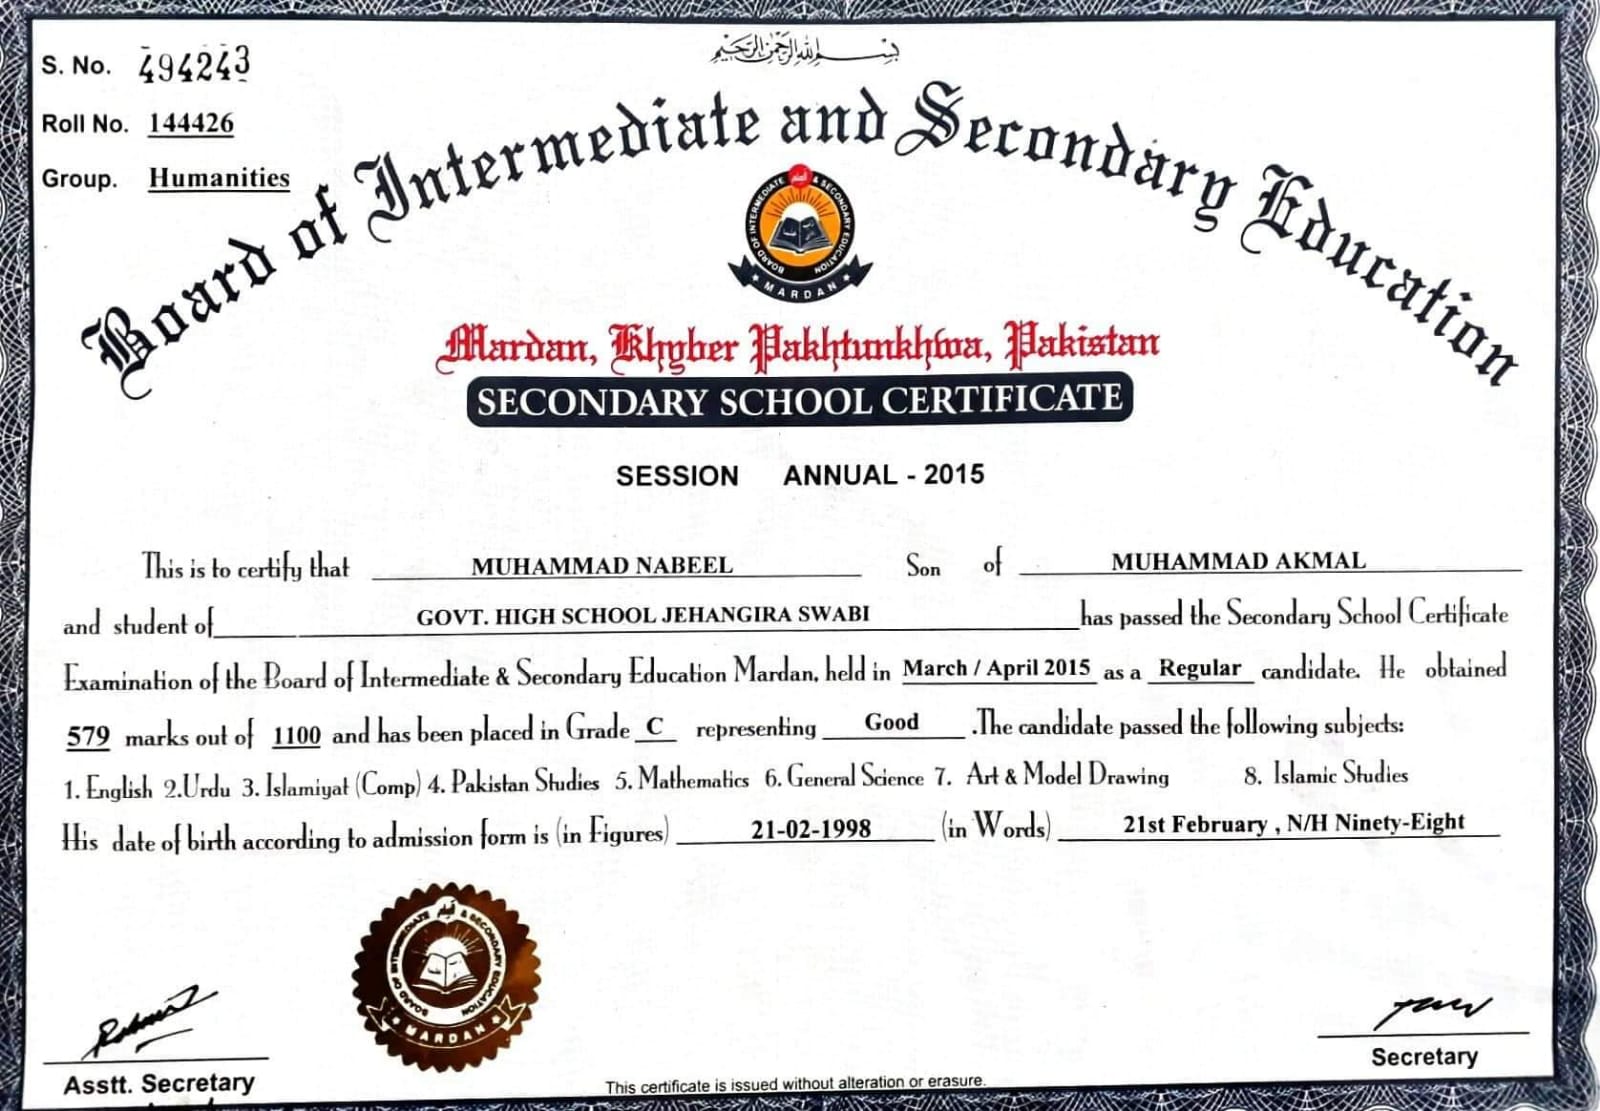 بسم الله الرحمن الرحيم
S. No. 494243
Roll No. 144426
Group. Humanities
Board of Intermediate and Secondary Education
BOARD OF INTERMEDIATE & SECONDARY EDUCATION
MARDAN
Mardan, Khyber Pakhtunkhwa, Pakistan
SECONDARY SCHOOL CERTIFICATE
SESSION ANNUAL - 2015
This is to certify that MUHAMMAD NABEEL Son of MUHAMMAD AKMAL
and student of GOVT. HIGH SCHOOL JEHANGIRA SWABI has passed the Secondary School Certificate
Examination of the Board of Intermediate & Secondary Education Mardan, held in March / April 2015 as a Regular candidate. He obtained
579 marks out of 1100 and has been placed in Grade C representing Good .The candidate passed the following subjects:
1. English 2.Urdu 3. Islamiyat (Comp) 4. Pakistan Studies 5. Mathematics 6. General Science 7. Art & Model Drawing 8. Islamic Studies
His date of birth according to admission form is (in Figures) 21-02-1998 (in Words) 21st February , N/H Ninety-Eight
BOARD OF INTERMEDIATE & SECONDARY EDUCATION
MARDAN
Asstt. Secretary
Secretary
This certificate is issued without alteration or erasure.